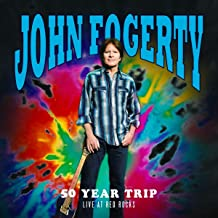 JOHN FOGERTY
50 YEAR TRIP
LIVE AT RED ROCKS